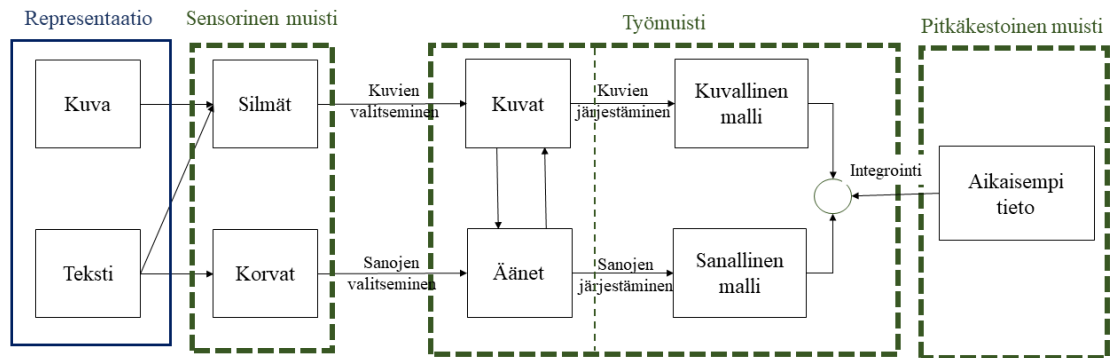 Representaatio
Sensorinen muisti
Työmuisti
Pitkäkestoinen muisti
Kuva
Silmät
Kuvien
valitseminen
Kuvat
Kuvien
järjestäminen
Kuvallinen
malli
Integrointi
Aikaisempi
tieto
Teksti
Korvat
Sanojen
valitseminen
Äänet
Sanojen
järjestäminen
Sanallinen
malli